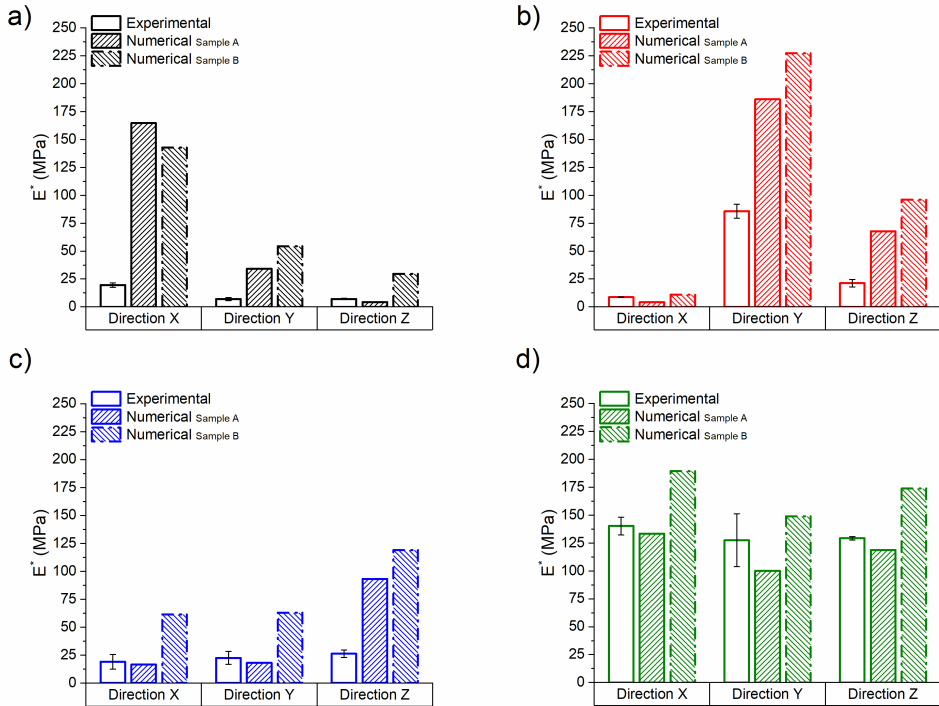 a)
Experimental
Numerical Sample A
Numerical Sample B
250
225
200
175
150
125
100
75
50
25
0
E* (MPa)
Direction X Direction Y Direction Z
b)
Experimental
Numerical Sample A
Numerical Sample B
250
225
200
175
150
125
100
75
50
25
0
E* (MPa)
Direction X Direction Y Direction Z
c)
Experimental
Numerical Sample A
Numerical Sample B
250
225
200
175
150
125
100
75
50
25
0
E* (MPa)
Direction X Direction Y Direction Z
d)
Experimental
Numerical Sample A
Numerical Sample B
250
225
200
175
150
125
100
75
50
25
0
E* (MPa)
Direction X Direction Y Direction Z